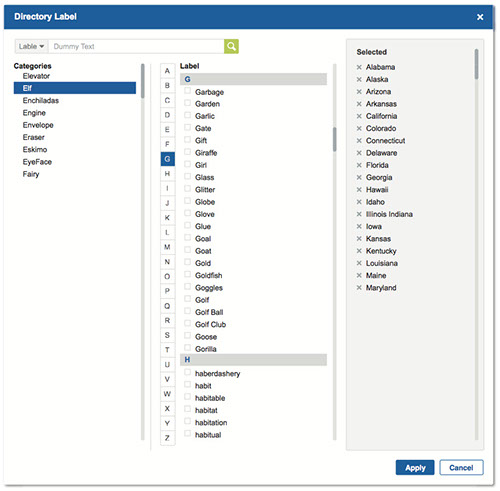 Directory Label
Lable
Dummy Text
Categories
Elevator
Elf
Enchiladas
Engine
Envelope
Eraser
Eskimo
EyeFace
Fairy
A
B
C
D
E
F
G
H
I
J
K
L
M
N
O
P
Q
R
S
T
U
V
W
X
Y
Z
Label
G
Garbage
Garden
Garlic
Gate
Gift
Giraffe
Girl
Glass
Glitter
Globe
Glove
Glue
Goal
Goat
Gold
Goldfish
Goggles
Golf
Golf Ball
Golf Club
Goose
Gorilla
H
haberdashery
habit
habitable
habitat
habitation
habitual
Selected
Alabama
Alaska
Arizona
Arkansas
California
Colorado
Connecticut
Delaware
Florida
Georgia
Hawaii
Idaho
Illinois Indiana
Iowa
Kansas
Kentucky
Louisiana
Maine
Maryland
Apply
Cancel